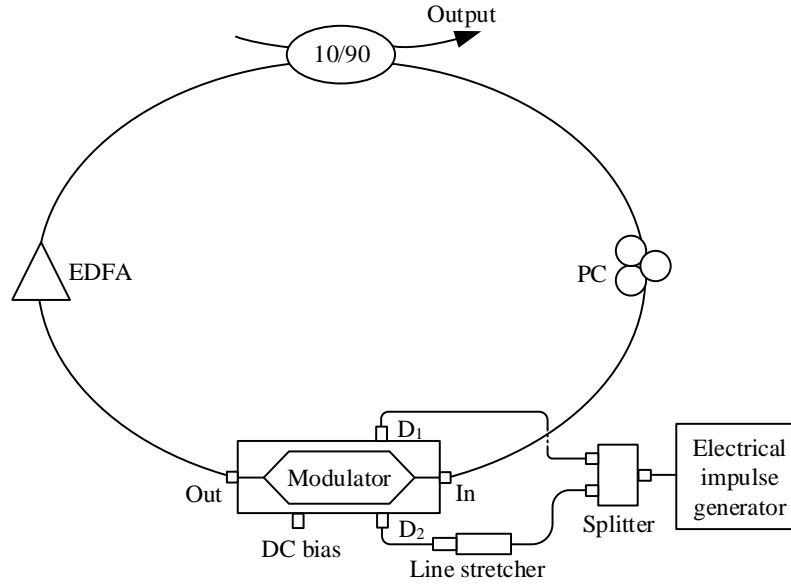 Output
10/90
EDFA
PC
D1
Modulator
Out
In
D2
DC bias
Line stretcher
Splitter
Electrical
impulse
generator